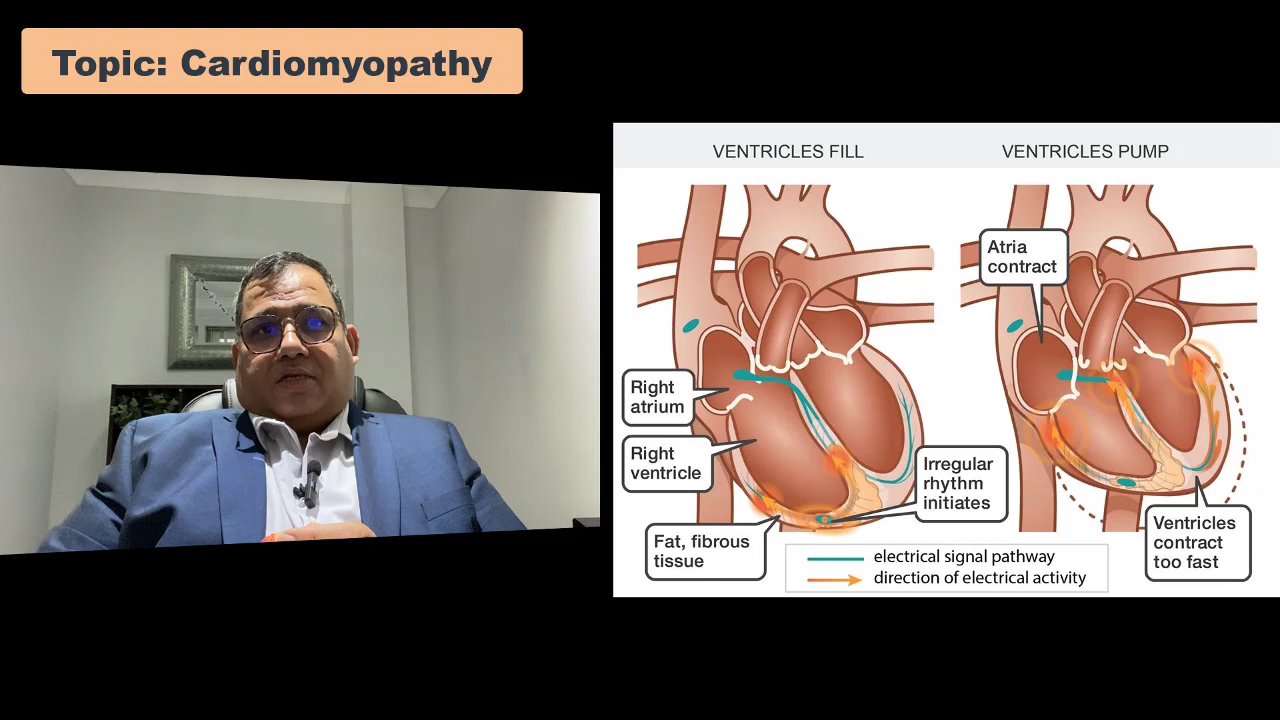 Topic: Cardiomyopathy
VENTRICLES FILL
VENTRICLES PUMP
Atria
contract
Right
atrium
Right
ventricle
Irregular
rhythm
initiates
Fat, fibrous
tissue
Ventricles
contract
too fast
electrical signal pathway
direction of electrical activity